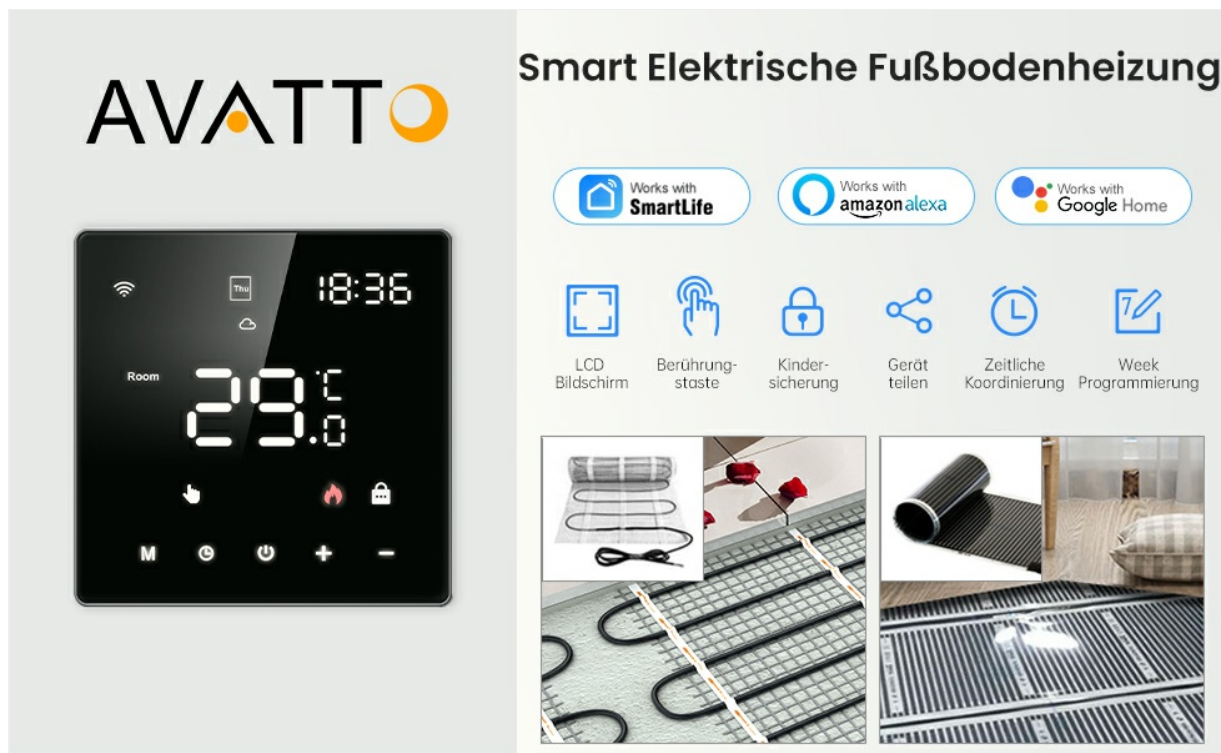 AVATTO
Smart Elektrische Fußbodenheizung
Works with
SmartLife
Works with
amazon alexa
Works with
Google Home
Thu
18:36
Room
29.0
°C
M
7
LCD
Bildschirm
Berührung-
staste
Kinder-
sicherung
Gerät
teilen
Zeitliche
Koordinierung
Week
Programmierung